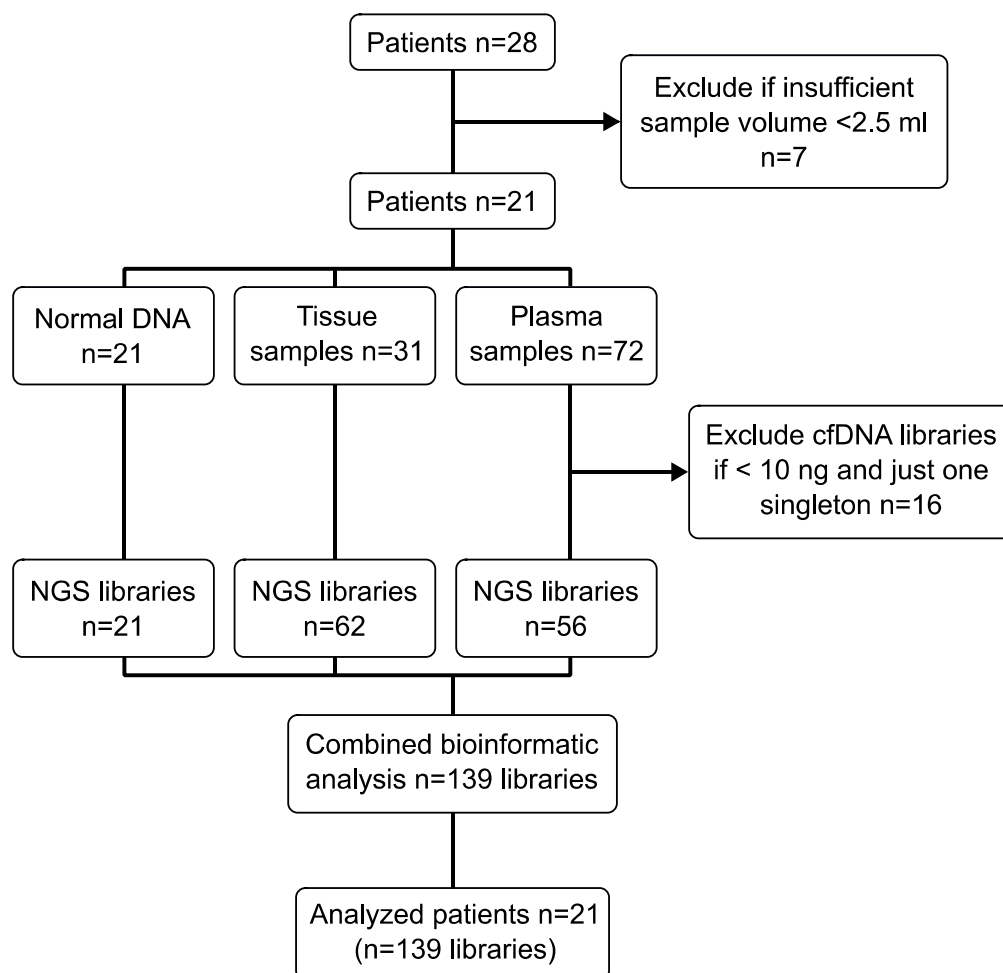 Patients n=28
Exclude if insufficient
sample volume <2.5 ml
n=7
Patients n=21
Normal DNA
n=21
Tissue
samples n=31
Plasma
samples n=72
Exclude cfDNA libraries
if < 10 ng and just one
singleton n=16
NGS libraries
n=21
NGS libraries
n=62
NGS libraries
n=56
Combined bioinformatic
analysis n=139 libraries
Analyzed patients n=21
(n=139 libraries)